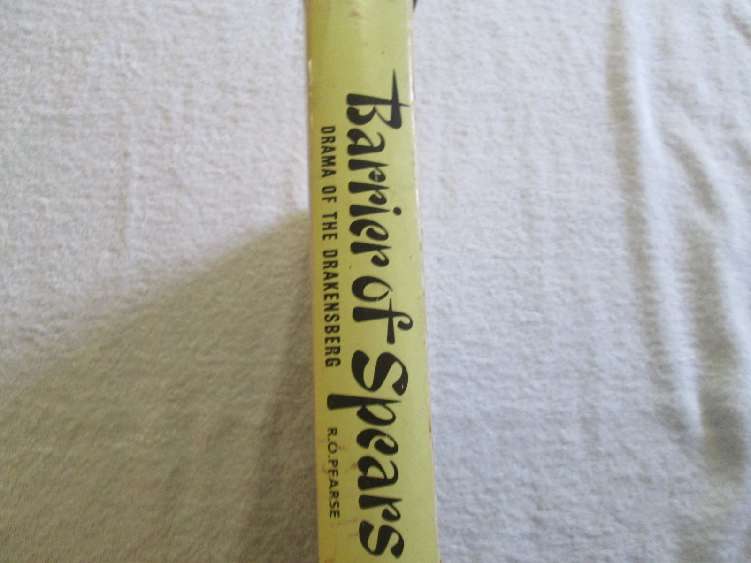 Barrier of Spears
DRAMA OF THE DRAKENSBERG
R.O.PEARSE